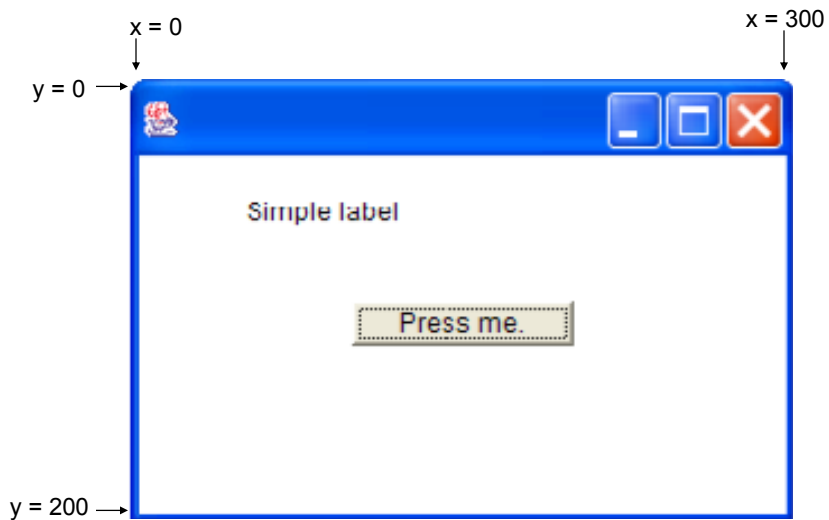 x = 0
x = 300
y = 0
Simple label
Press me.
y = 200